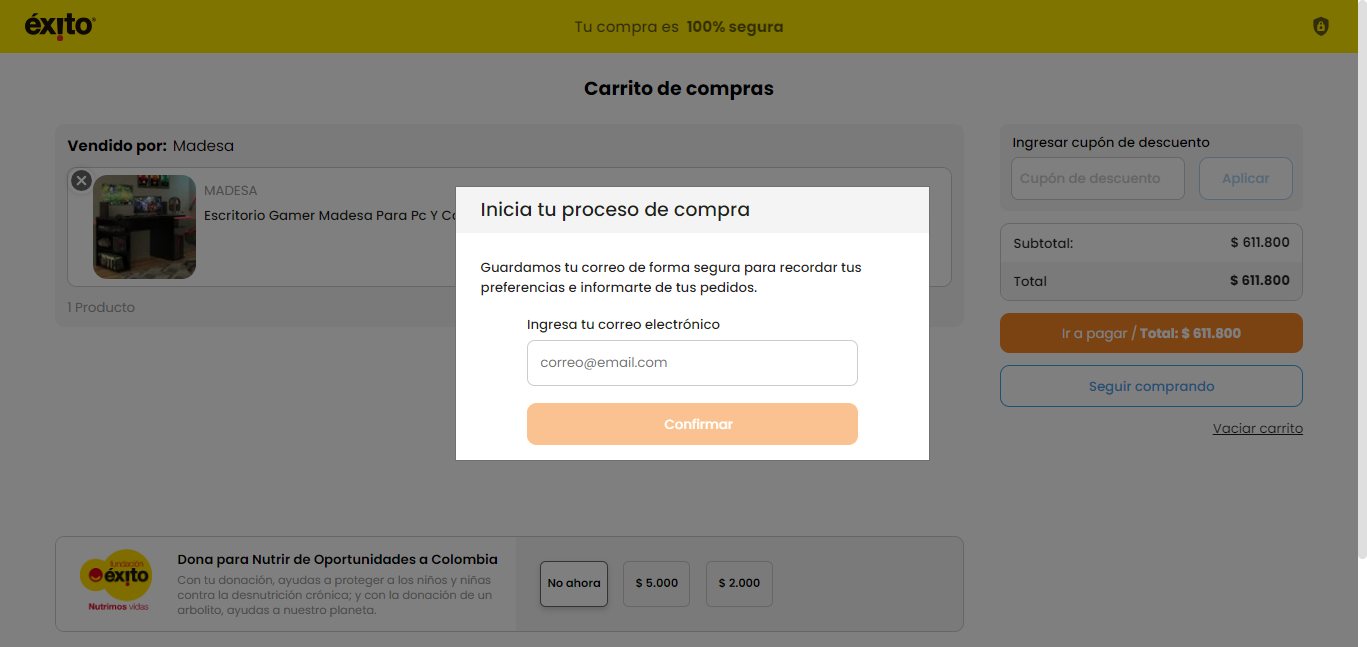 éxito
Tu compra es 100% segura
Carrito de compras
Vendido por: Madesa
MADESA
Escritorio Gamer Madesa Para Pc Y
1 Producto
Ingresar cupón de descuento
Cupón de descuento
Aplicar
Subtotal: $ 611.800
Total $ 611.800
Ir a pagar / Total: $ 611.800
Seguir comprando
Vaciar carrito
Inicia tu proceso de compra
Guardamos tu correo de forma segura para recordar tus
preferencias e informarte de tus pedidos.
Ingresa tu correo electrónico
correo@email.com
Confirmar
fundación
éxito
Nutrimos vidas
Dona para Nutrir de Oportunidades a Colombia
Con tu donación, ayudas a proteger a los niños y niñas
contra la desnutrición crónica; y con la donación de un
arbolito, ayudas a nuestro planeta.
No ahora
$ 5.000
$ 2.000